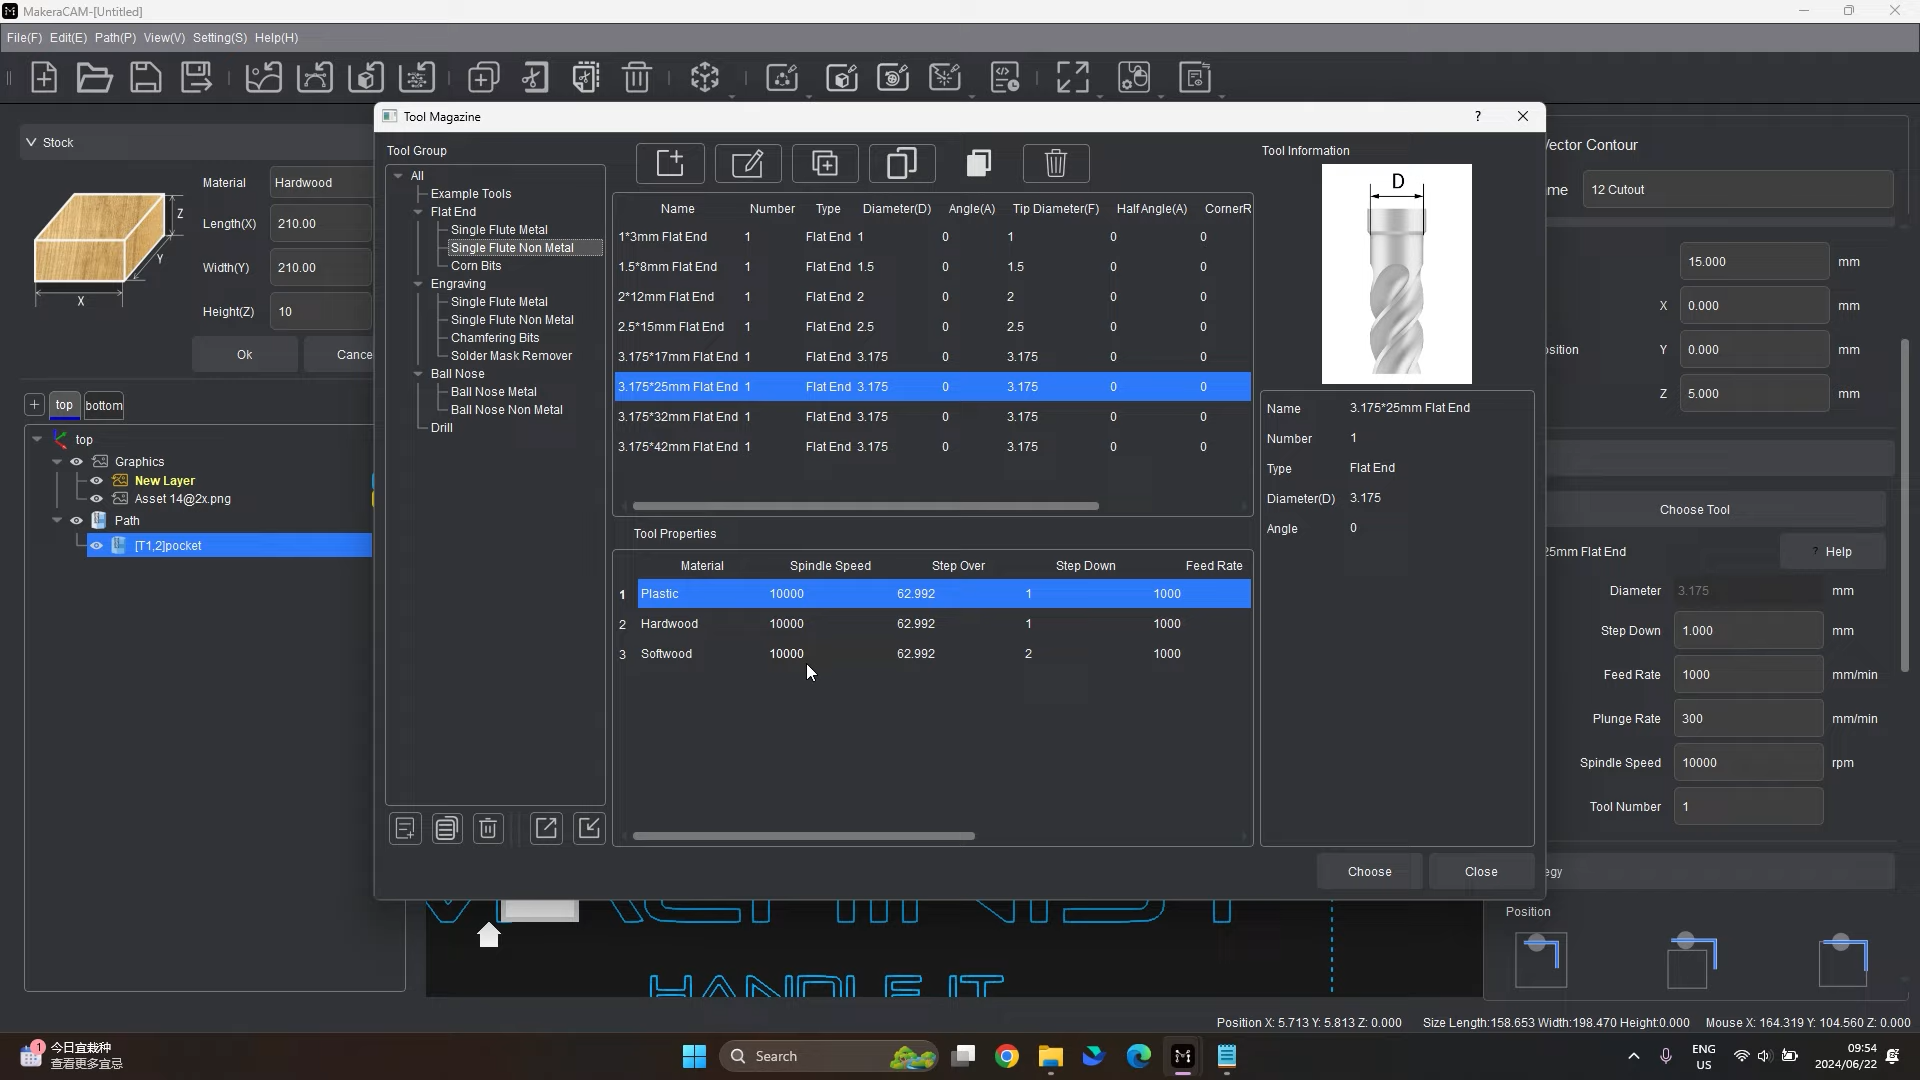 MakeraCAM-[Untitled]
File(F) Edit(E) Path(P) View(V) Setting(S) Help(H)
Stock
Material Hardwood
Length(X) 210.00
Width(Y) 210.00
Height(Z) 10
Z
Y
X
Ok Cance
+ top bottom
top
Graphics
New Layer
Asset 14@2x.png
Path
[T1,2]pocket
Tool Magazine ?
Tool Group
All
Example Tools
Flat End
Single Flute Metal
Single Flute Non Metal
Corn Bits
Engraving
Single Flute Metal
Single Flute Non Metal
Chamfering Bits
Solder Mask Remover
Ball Nose
Ball Nose Metal
Ball Nose Non Metal
Drill
Name Number Type Diameter(D) Angle(A) Tip Diameter(F) HalfAngle(A) CornerR
1*3mm Flat End 1 Flat End 1 0 1 0 0
1.5*8mm Flat End 1 Flat End 1.5 0 1.5 0 0
2*12mm Flat End 1 Flat End 2 0 2 0 0
2.5*15mm Flat End 1 Flat End 2.5 0 2.5 0 0
3.175*17mm Flat End 1 Flat End 3.175 0 3.175 0 0
3.175*25mm Flat End 1 Flat End 3.175 0 3.175 0 0
3.175*32mm Flat End 1 Flat End 3.175 0 3.175 0 0
3.175*42mm Flat End 1 Flat End 3.175 0 3.175 0 0
Tool Properties
Material Spindle Speed Step Over Step Down Feed Rate
1 Plastic 10000 62.992 1 1000
2 Hardwood 10000 62.992 1 1000
3 Softwood 10000 62.992 2 1000
Tool Information
D
Name 3.175*25mm Flat End
Number 1
Type Flat End
Diameter(D) 3.175
Angle 0
Choose Close
ector Contour
me 12 Cutout
15.000 mm
X 0.000 mm
osition Y 0.000 mm
Z 5.000 mm
Choose Tool
25mm Flat End ? Help
Diameter 3.175 mm
Step Down 1.000 mm
Feed Rate 1000 mm/min
Plunge Rate 300 mm/min
Spindle Speed 10000 rpm
Tool Number 1
egy
Position
HANDLE IT
Position X: 5.713 Y: 5.813 Z: 0.000 Size Length:158.653 Width:198.470 Height:0.000 Mouse X: 164.319 Y: 104.560 Z: 0.000
1
今日宜栽种
查看更多宜忌
Search
ENG
US
09:54
2024/06/22